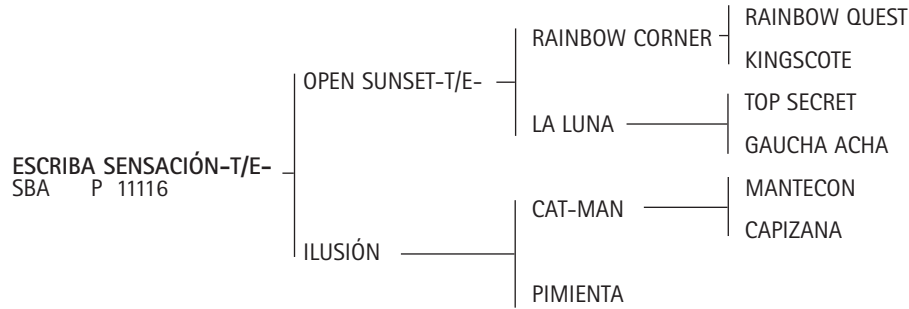 RAINBOW QUEST
RAINBOW CORNER
KINGSCOTE
OPEN SUNSET-T/E-
TOP SECRET
LA LUNA
GAUCHA ACHA
ESCRIBA SENSACIÓN-T/E-
SBA P 11116
MANTECON
CAT-MAN
CAPIZANA
ILUSIÓN
PIMIENTA